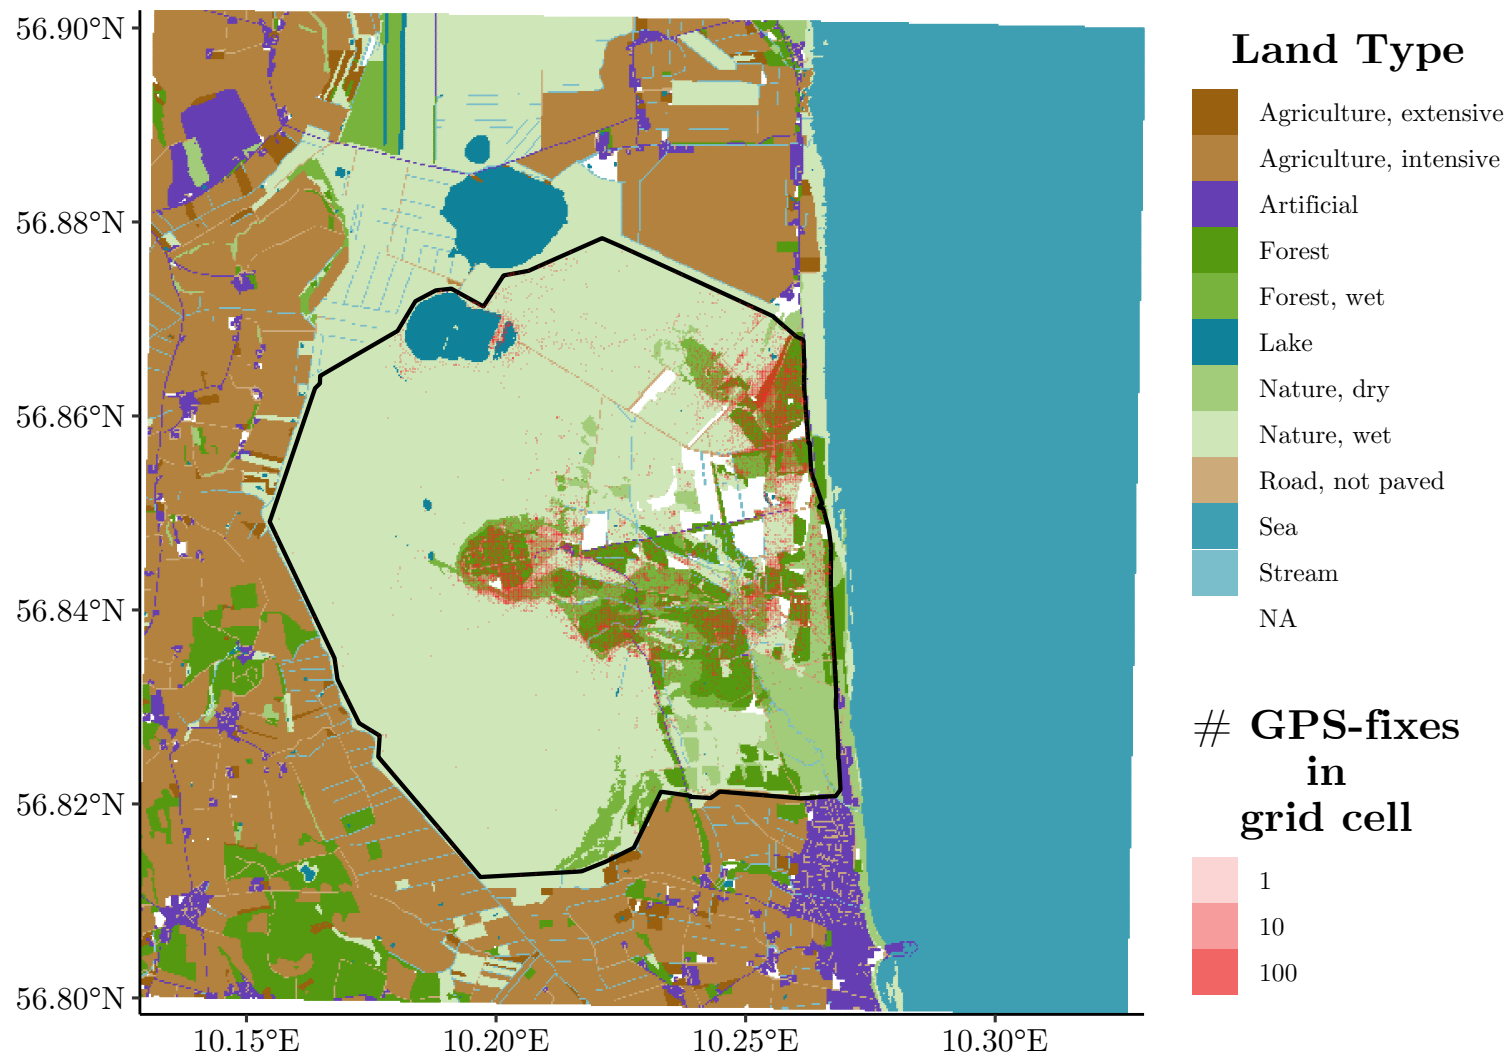 56.90°N
56.88°N
56.86°N
56.84°N
56.82°N
56.80°N
10.15°E
10.20°E
10.25°E
10.30°E
Land Type
Agriculture, extensive
Agriculture, intensive
Artificial
Forest
Forest, wet
Lake
Nature, dry
Nature, wet
Road, not paved
Sea
Stream
NA
# GPS-fixes
in
grid cell
1
10
100